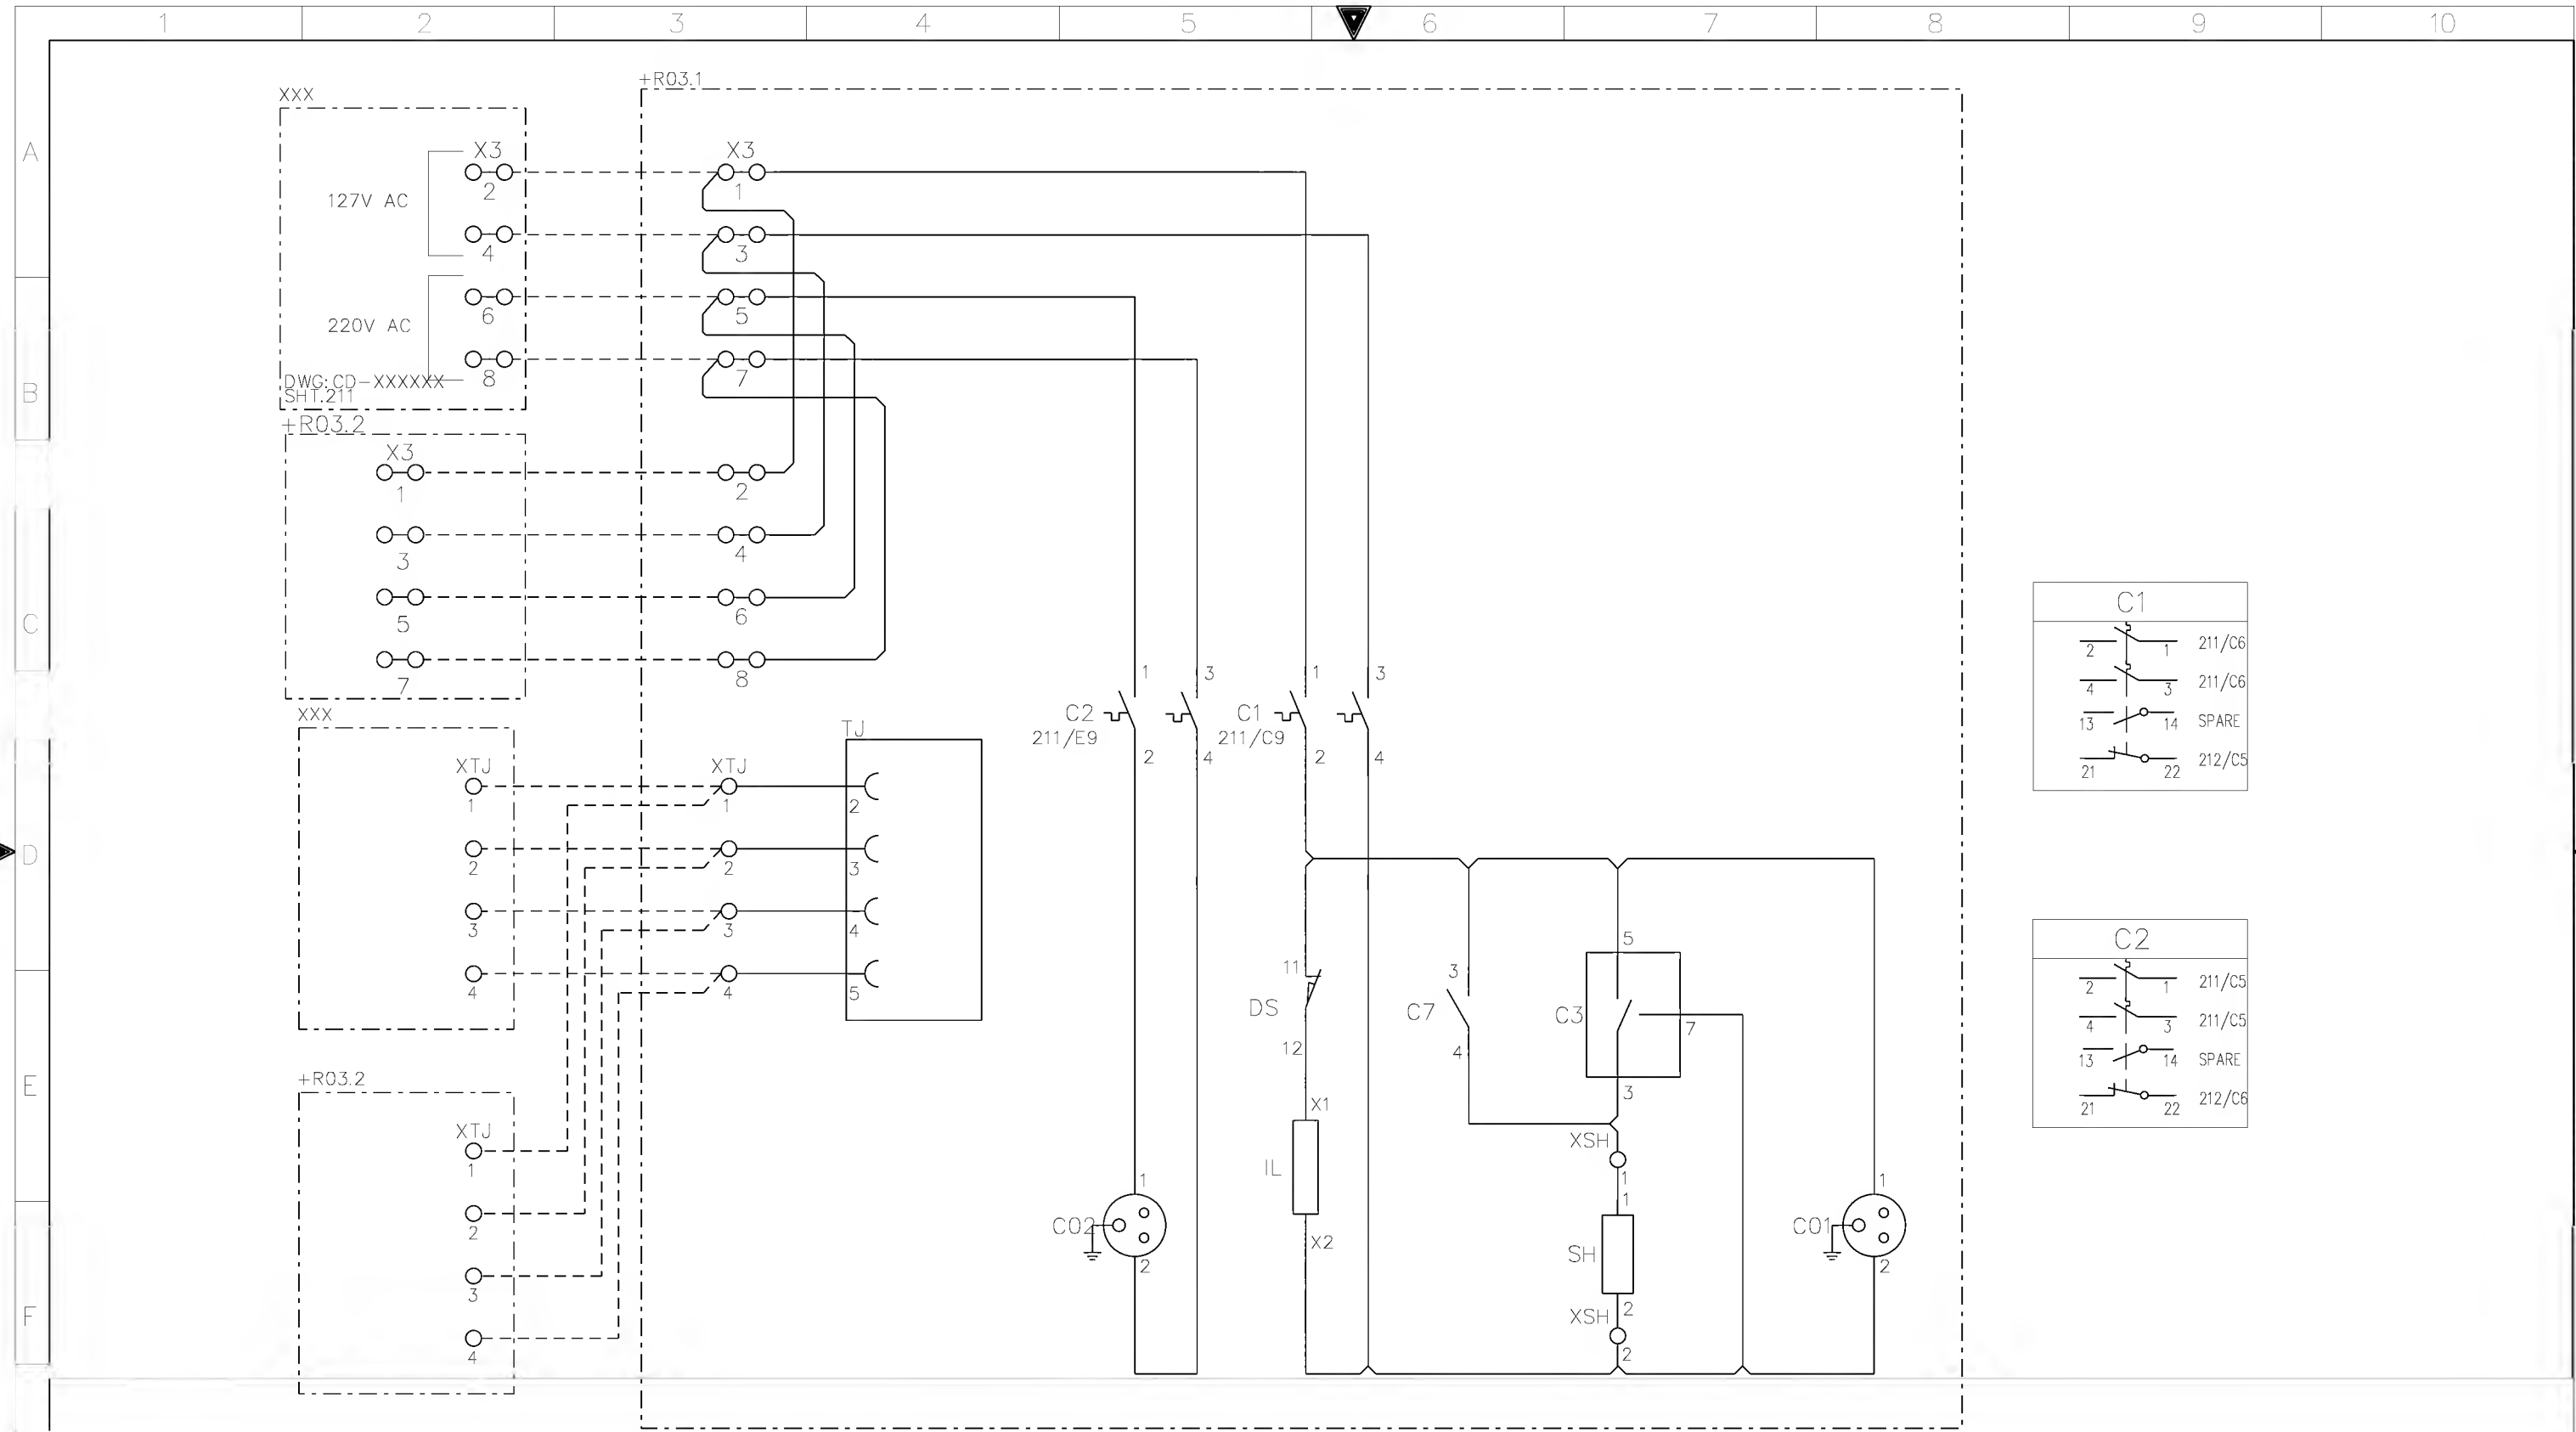 1 2 3 4 5 6 7 8 9 10
A
B
C
D
E
F
XXX
X3
2
127V AC
4
6
220V AC
8
DWG:CD-XXXXXX
SHT.211
+R03.2
X3
1
3
5
7
XXX
XTJ
1
2
3
4
+R03.2
XTJ
1
2
3
4
+R03.1
X3
1
3
5
7
2
4
6
8
XTJ
1
2
3
4
TJ
2
3
4
5
1 3
C2
211/E9
2 4
1 3
C1
211/C9
2 4
CO2
1
2
11
DS
12
X1
IL
X2
3
C7
4
5
C3
7
3
XSH
1
1
SH
2
XSH
2
CO1
1
2
C1
2 1 211/C6
4 3 211/C6
13 14 SPARE
21 22 212/C5
C2
2 1 211/C5
4 3 211/C5
13 14 SPARE
21 22 212/C6